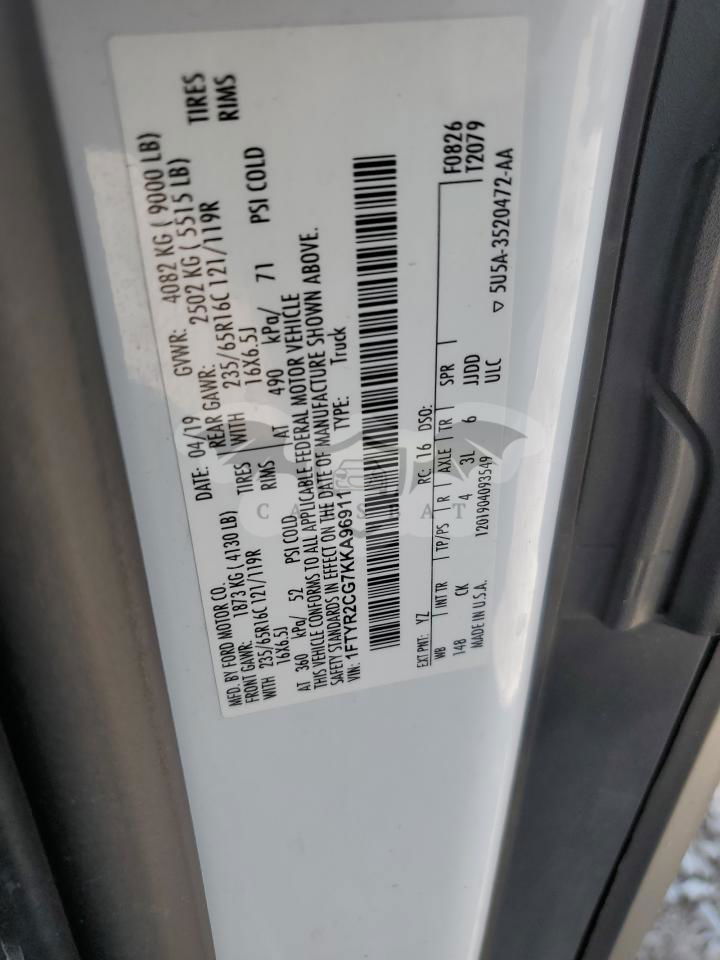 MFD. BY FORD MOTOR CO. DATE: 04/19 GVWR: 4082 KG ( 9000 LB)
FRONT GAWR: 1873 KG ( 4130 LB) REAR GAWR: 2502 KG ( 5515 LB)
WITH 235/65R16C 121/119R TIRES WITH 235/65R16C 121/119R TIRES
16X6.5J RIMS 16X6.5J RIMS
AT 360 kPa/ 52 PSI COLD AT 490 kPa/ 71 PSI COLD
THIS VEHICLE CONFORMS TO ALL APPLICABLE FEDERAL MOTOR VEHICLE
SAFETY STANDARDS IN EFFECT ON THE DATE OF MANUFACTURE SHOWN ABOVE.
VIN: 1FTYR2CG7KKA96911 TYPE: Truck
EXT PNT: YZ RC: 16 DSO: F0826
T2079
WB INT TR TP/PS R AXLE TR SPR
148 CK 4 3L 6 JJDD
MADE IN U.S.A. 1201904093549 ULC
▽ 5U5A-3520472-AA
CARSBAT